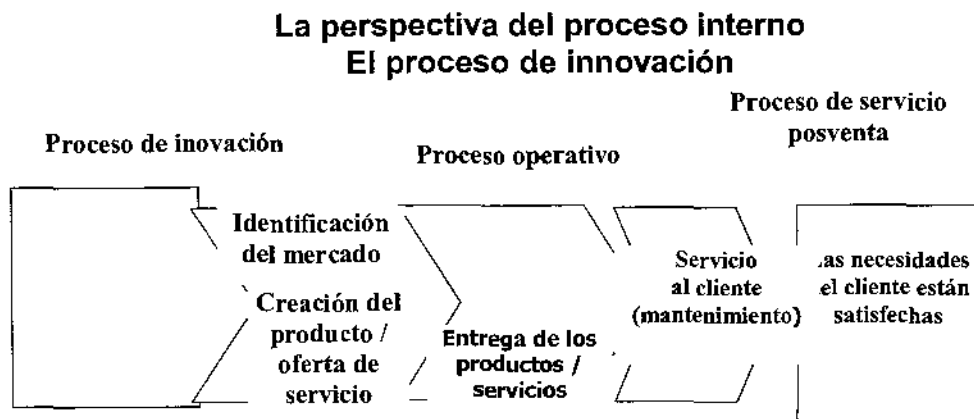 La perspectiva del proceso interno
El proceso de innovación
Proceso de inovación
Proceso operativo
Proceso de servicio
posventa
Identificación
del mercado
Creación del
producto /
oferta de
servicio
Entrega de los
productos /
servicios
Servicio
al cliente
(mantenimiento)
as necesidades
el cliente están
satisfechas